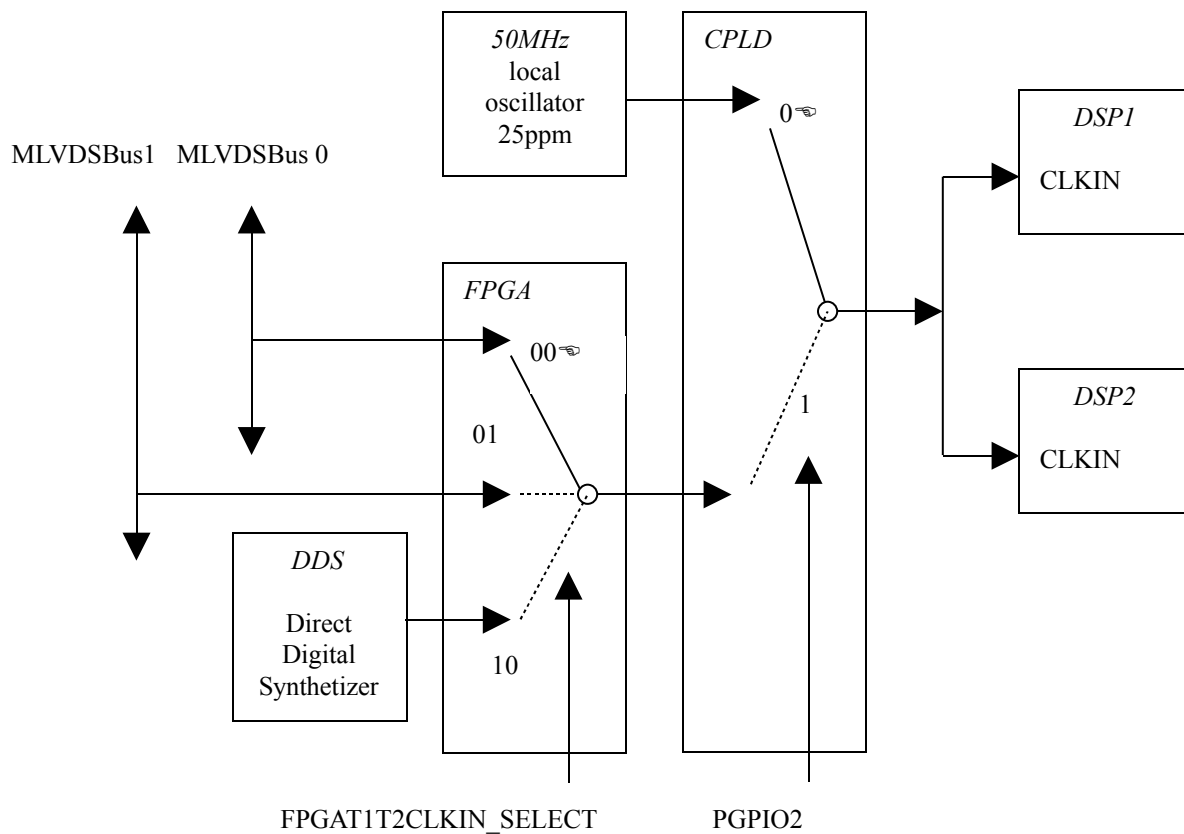 50MHz
local
oscillator
25ppm
CPLD
0☜
DSP1
CLKIN
MLVDSBus1
MLVDSBus 0
FPGA
00☜
01
10
1
DSP2
CLKIN
DDS
Direct
Digital
Synthetizer
FPGAT1T2CLKIN_SELECT
PGPIO2